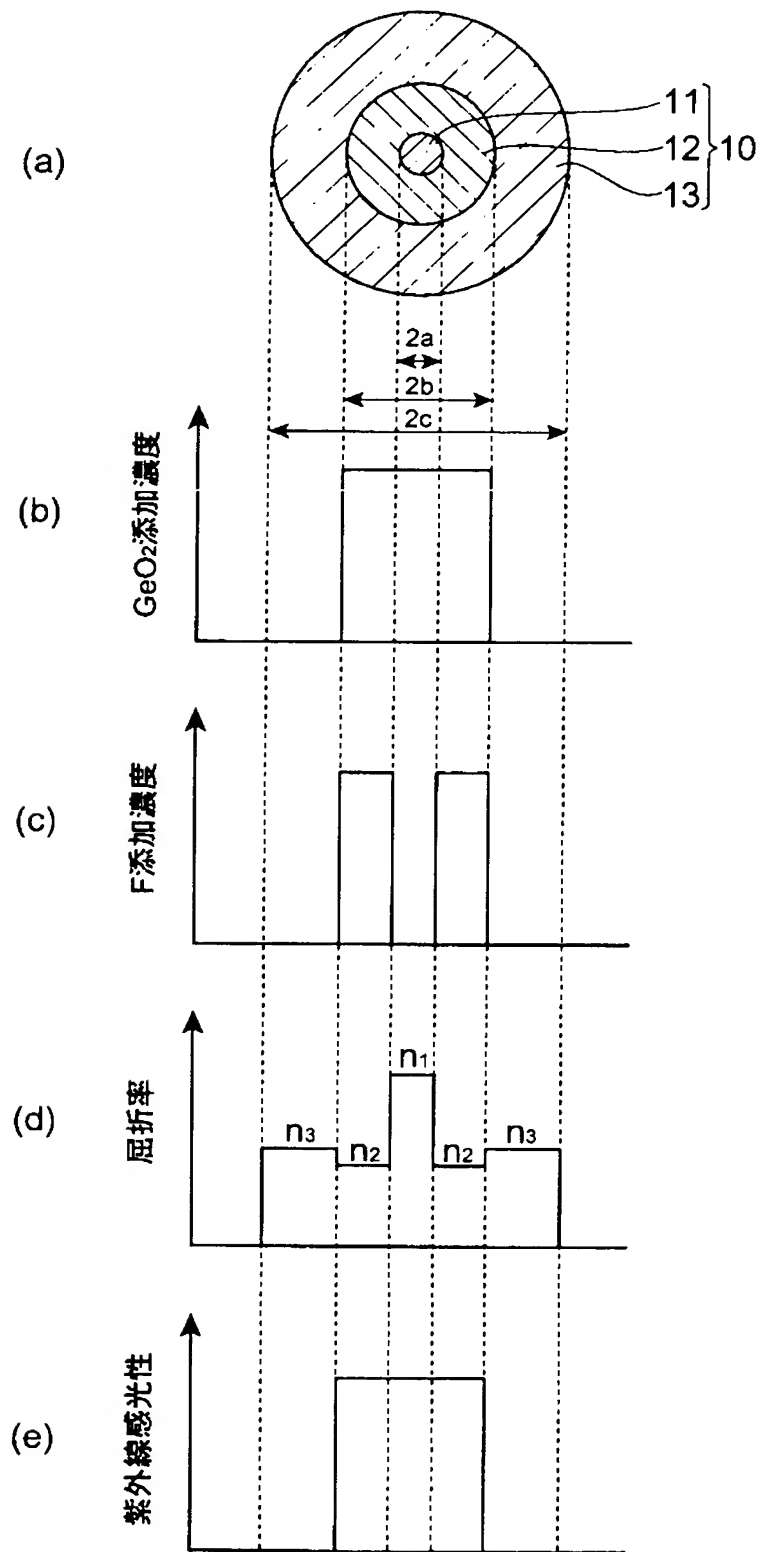 (a)
11
12
13
10
2a
2b
2c
(b)
GeO₂添加濃度
(c)
F添加濃度
(d)
屈折率
n₃
n₂
n₁
n₂
n₃
(e)
紫外線感光性